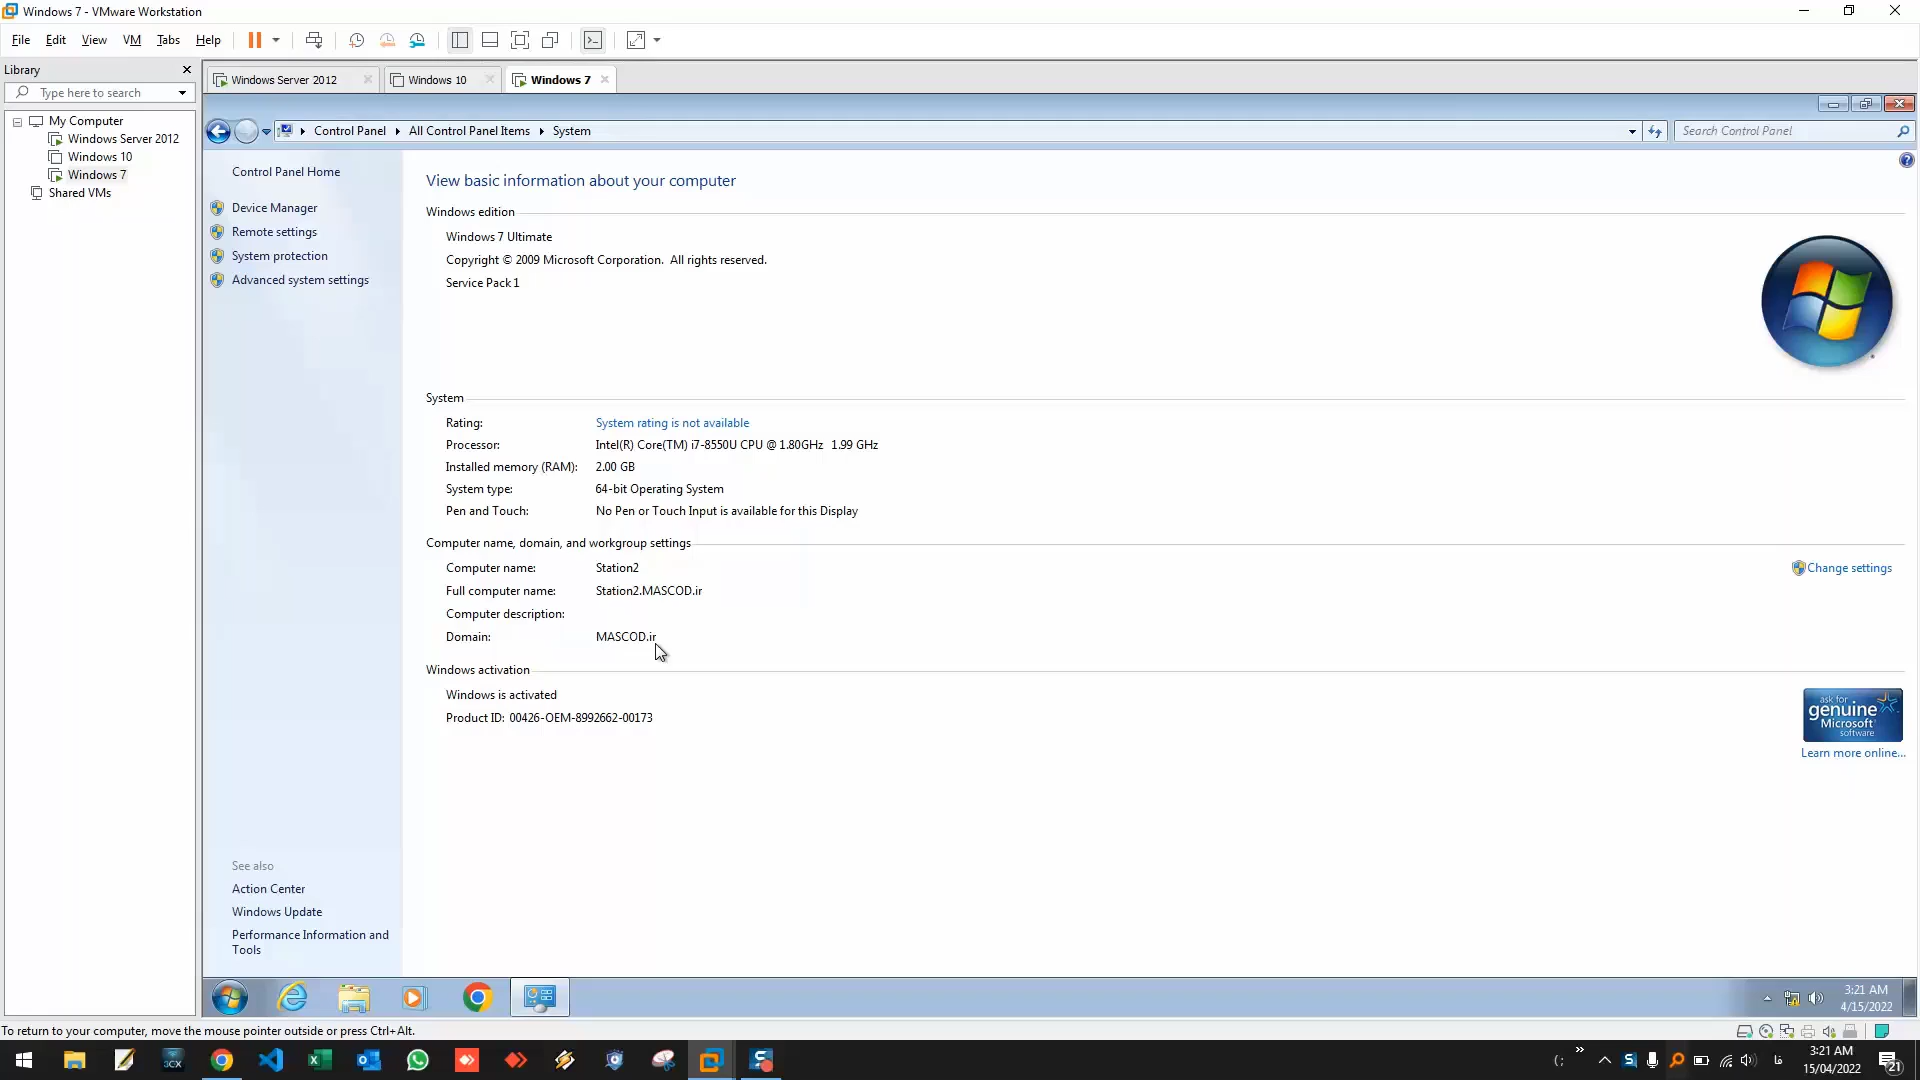 Windows 7 - VMware Workstation
File Edit View VM Tabs Help
Library
Type here to search
My Computer
Windows Server 2012
Windows 10
Windows 7
Shared VMs
Windows Server 2012
Windows 10
Windows 7
Control Panel
All Control Panel Items
System
Search Control Panel
Control Panel Home
Device Manager
Remote settings
System protection
Advanced system settings
See also
Action Center
Windows Update
Performance Information and
Tools
View basic information about your computer
Windows edition
Windows 7 Ultimate
Copyright © 2009 Microsoft Corporation. All rights reserved.
Service Pack 1
System
Rating: System rating is not available
Processor: Intel(R) Core(TM) i7-8550U CPU @ 1.80GHz 1.99 GHz
Installed memory (RAM): 2.00 GB
System type: 64-bit Operating System
Pen and Touch: No Pen or Touch Input is available for this Display
Computer name, domain, and workgroup settings
Computer name: Station2
Change settings
Full computer name: Station2.MASCOD.ir
Computer description:
Domain: MASCOD.ir
Windows activation
Windows is activated
Product ID: 00426-OEM-8992662-00173
ask for
genuine
Microsoft
software
Learn more online...
3:21 AM
4/15/2022
To return to your computer, move the mouse pointer outside or press Ctrl+Alt.
3CX
(:
فا
3:21 AM
15/04/2022
21